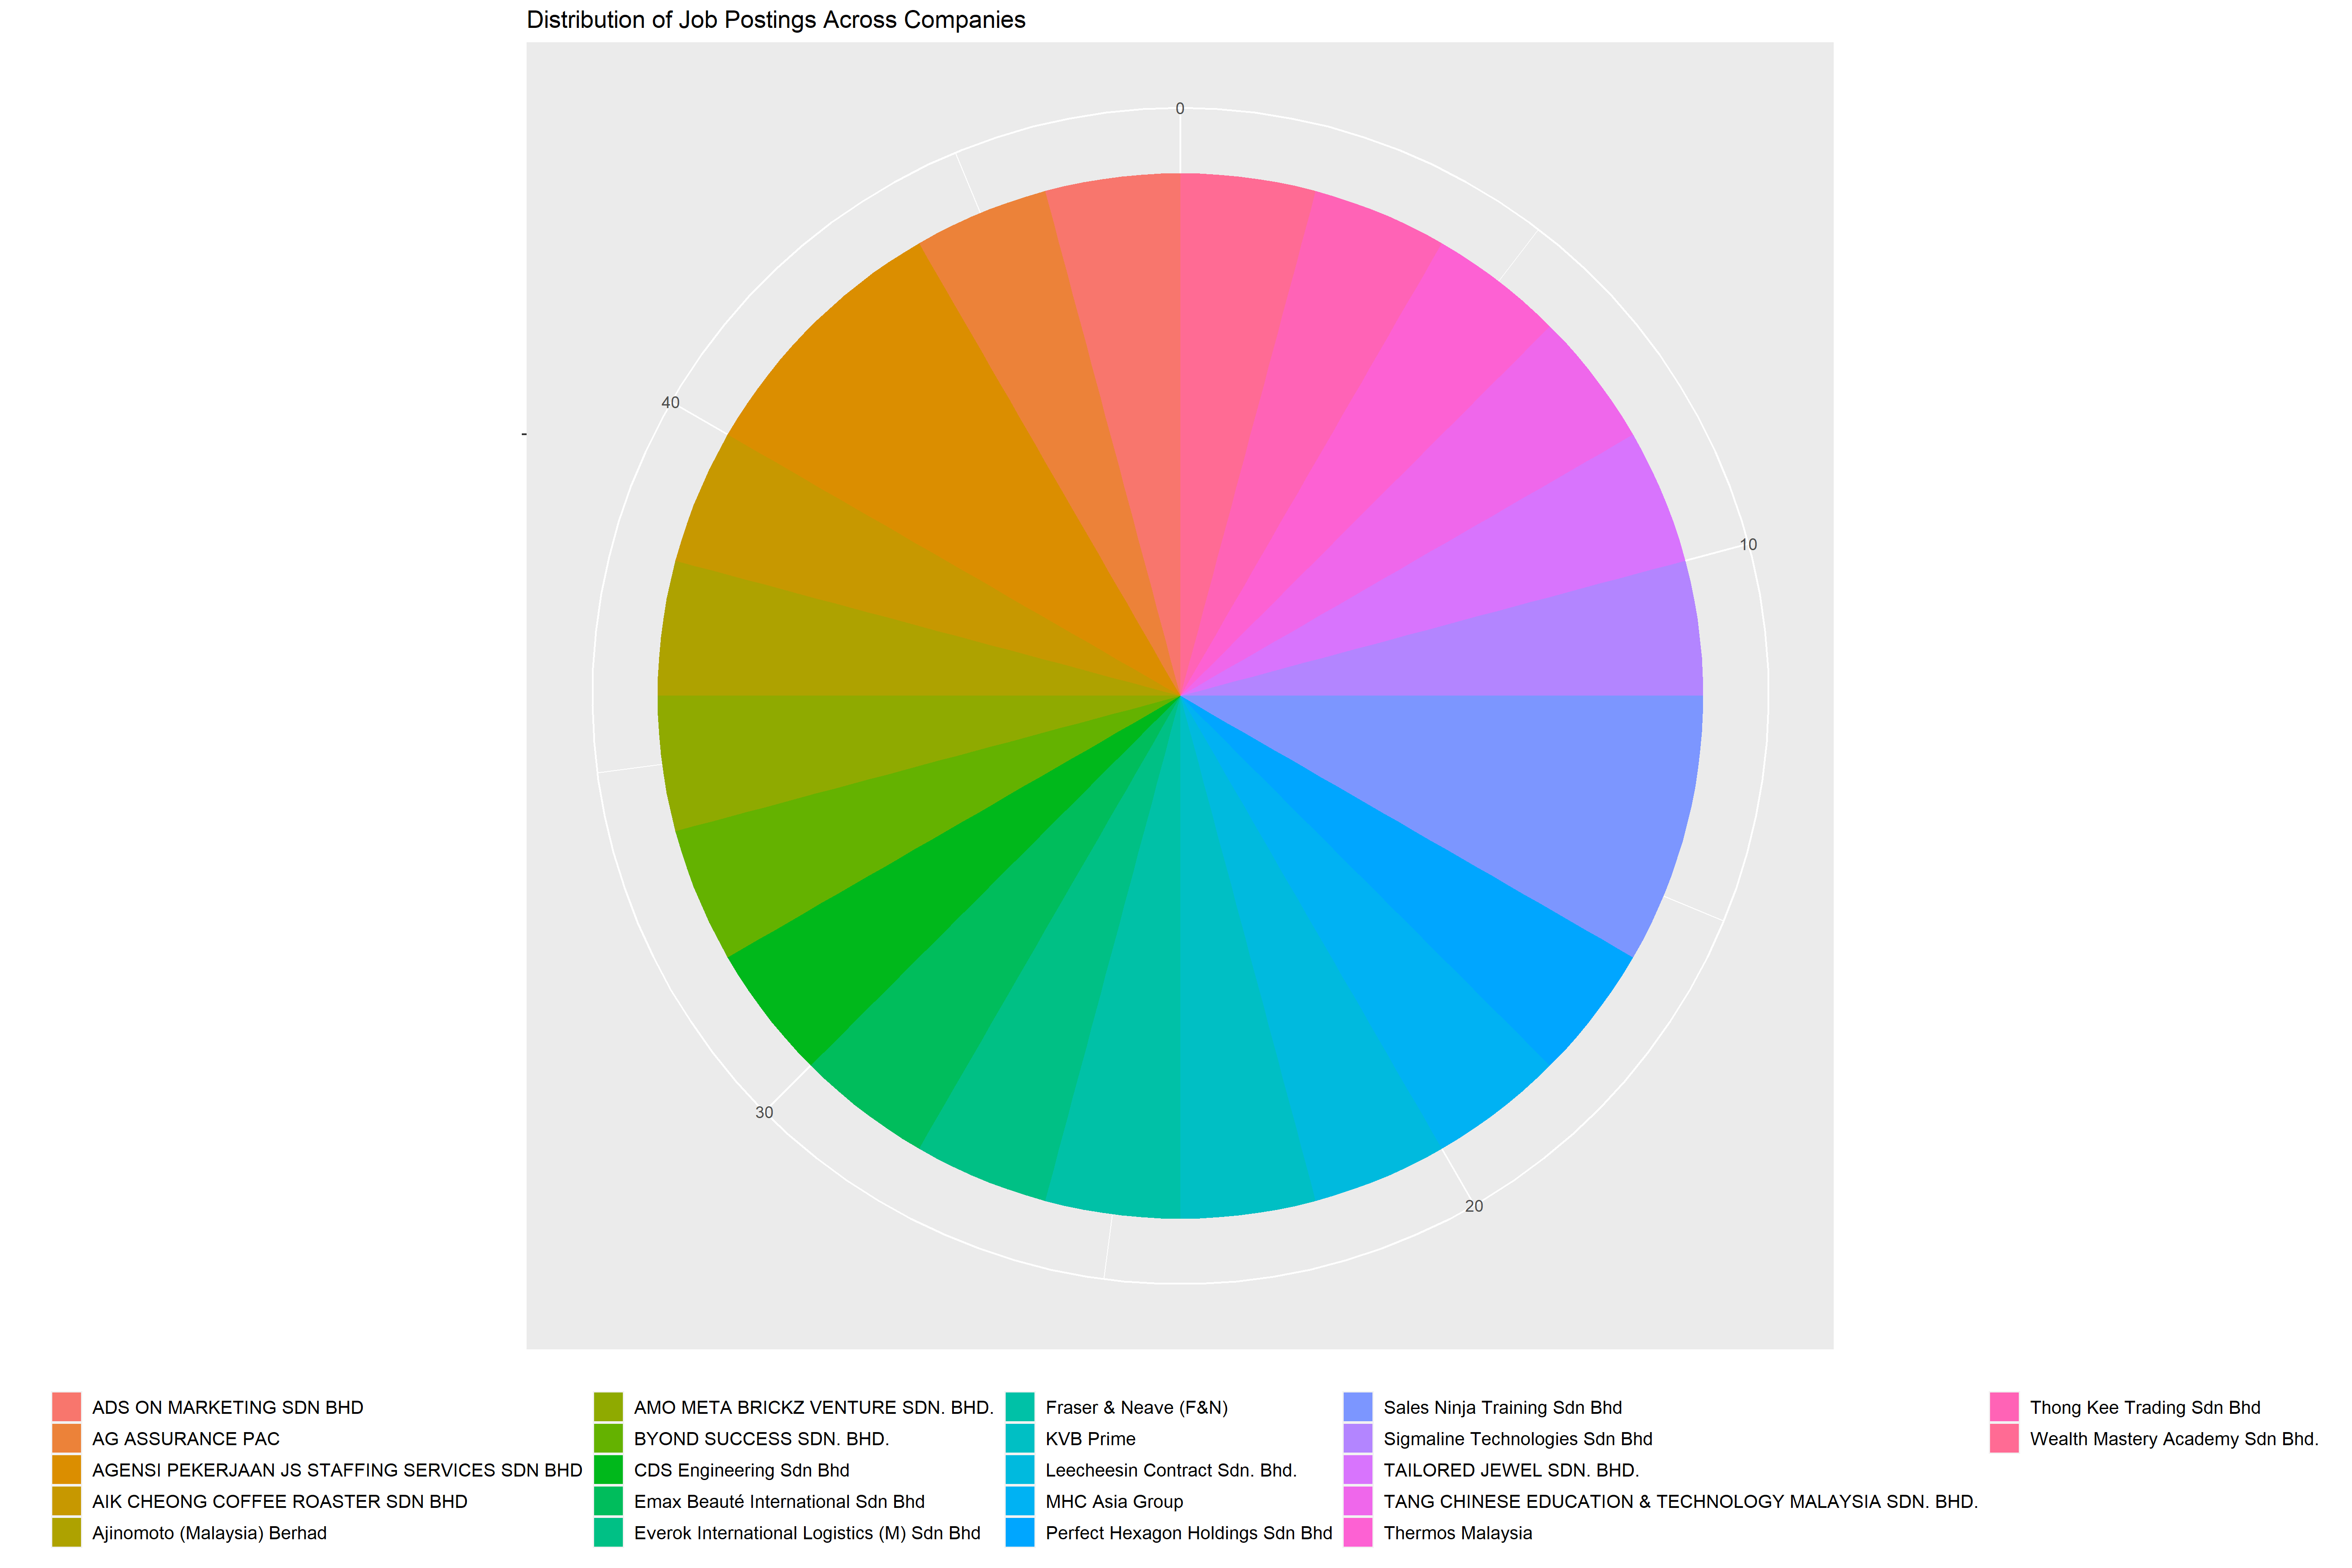 Distribution of Job Postings Across Companies
0
10
20
30
40
ADS ON MARKETING SDN BHD
AG ASSURANCE PAC
AGENSI PEKERJAAN JS STAFFING SERVICES SDN BHD
AIK CHEONG COFFEE ROASTER SDN BHD
Ajinomoto (Malaysia) Berhad
AMO META BRICKZ VENTURE SDN. BHD.
BYOND SUCCESS SDN. BHD.
CDS Engineering Sdn Bhd
Emax Beauté International Sdn Bhd
Everok International Logistics (M) Sdn Bhd
Fraser & Neave (F&N)
KVB Prime
Leecheesin Contract Sdn. Bhd.
MHC Asia Group
Perfect Hexagon Holdings Sdn Bhd
Sales Ninja Training Sdn Bhd
Sigmaline Technologies Sdn Bhd
TAILORED JEWEL SDN. BHD.
TANG CHINESE EDUCATION & TECHNOLOGY MALAYSIA SDN. BHD.
Thermos Malaysia
Thong Kee Trading Sdn Bhd
Wealth Mastery Academy Sdn Bhd.